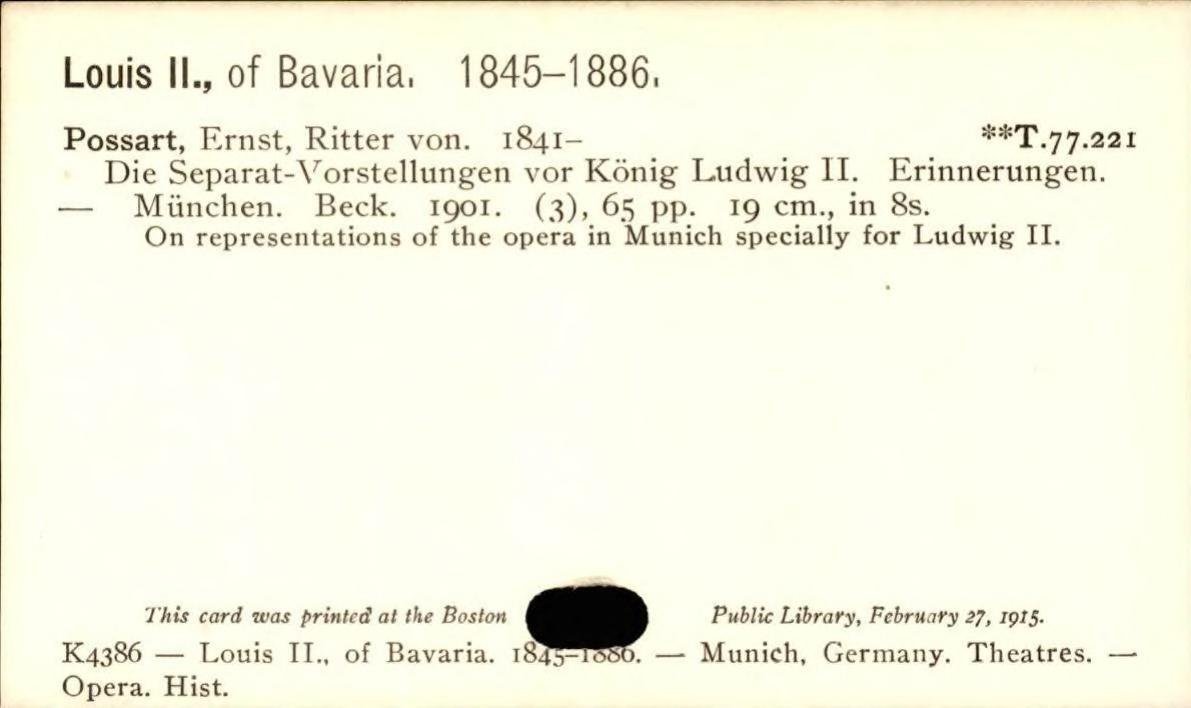 Louis II., of Bavaria. 1845–1886.
Possart, Ernst, Ritter von. 1841– **T.77.221
Die Separat-Vorstellungen vor König Ludwig II. Erinnerungen.
— München. Beck. 1901. (3), 65 pp. 19 cm., in 8s.
On representations of the opera in Munich specially for Ludwig II.
This card was printed at the Boston Public Library, February 27, 1915.
K4386 — Louis II., of Bavaria. 1845–1886. — Munich, Germany. Theatres. —
Opera. Hist.